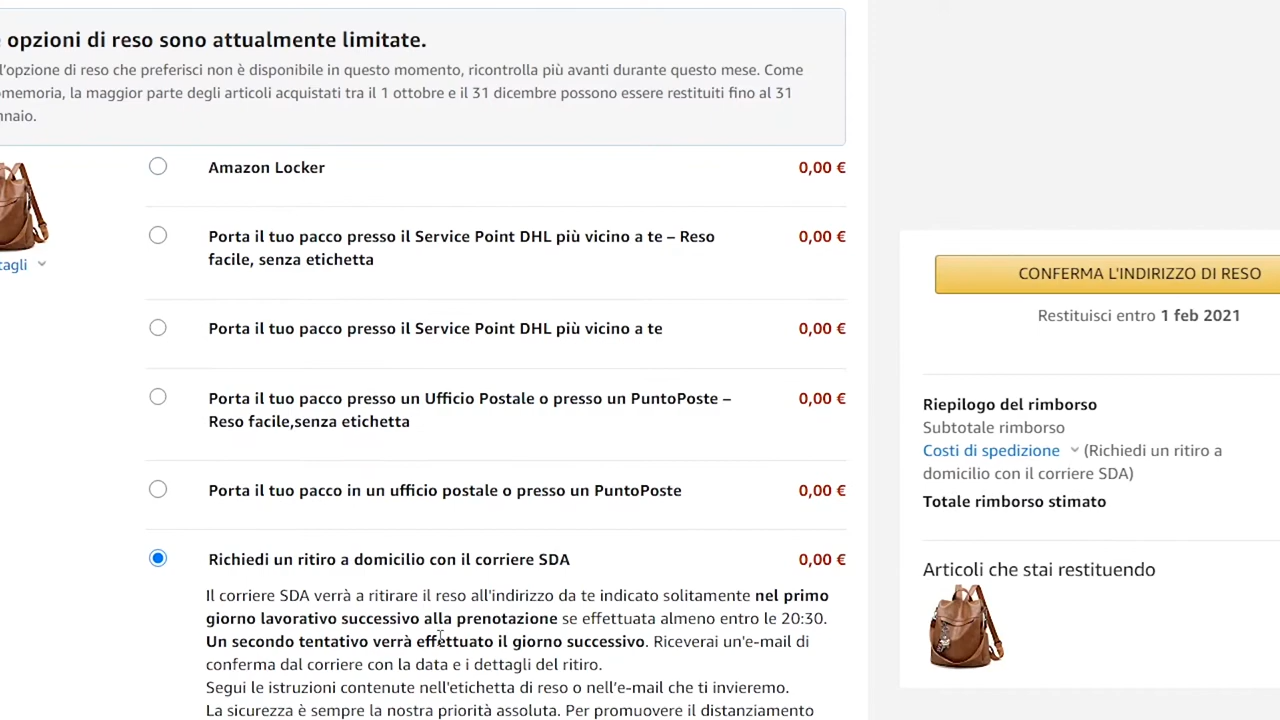 opzioni di reso sono attualmente limitate.
l'opzione di reso che preferisci non è disponibile in questo momento, ricontrolla più avanti durante questo mese. Come
omemoria, la maggior parte degli articoli acquistati tra il 1 ottobre e il 31 dicembre possono essere restituiti fino al 31
nnaio.
Amazon Locker 0,00 €
Porta il tuo pacco presso il Service Point DHL più vicino a te – Reso 0,00 €
facile, senza etichetta
tagli
CONFERMA L'INDIRIZZO DI RESO
Restituisci entro 1 feb 2021
Porta il tuo pacco presso il Service Point DHL più vicino a te 0,00 €
Porta il tuo pacco presso un Ufficio Postale o presso un PuntoPoste – 0,00 €
Reso facile,senza etichetta
Porta il tuo pacco in un ufficio postale o presso un PuntoPoste 0,00 €
Richiedi un ritiro a domicilio con il corriere SDA 0,00 €
Il corriere SDA verrà a ritirare il reso all'indirizzo da te indicato solitamente nel primo
giorno lavorativo successivo alla prenotazione se effettuata almeno entro le 20:30.
Un secondo tentativo verrà effettuato il giorno successivo. Riceverai un'e-mail di
conferma dal corriere con la data e i dettagli del ritiro.
Segui le istruzioni contenute nell'etichetta di reso o nell'e-mail che ti invieremo.
La sicurezza è sempre la nostra priorità assoluta. Per promuovere il distanziamento
Riepilogo del rimborso
Subtotale rimborso
Costi di spedizione (Richiedi un ritiro a
domicilio con il corriere SDA)
Totale rimborso stimato
Articoli che stai restituendo